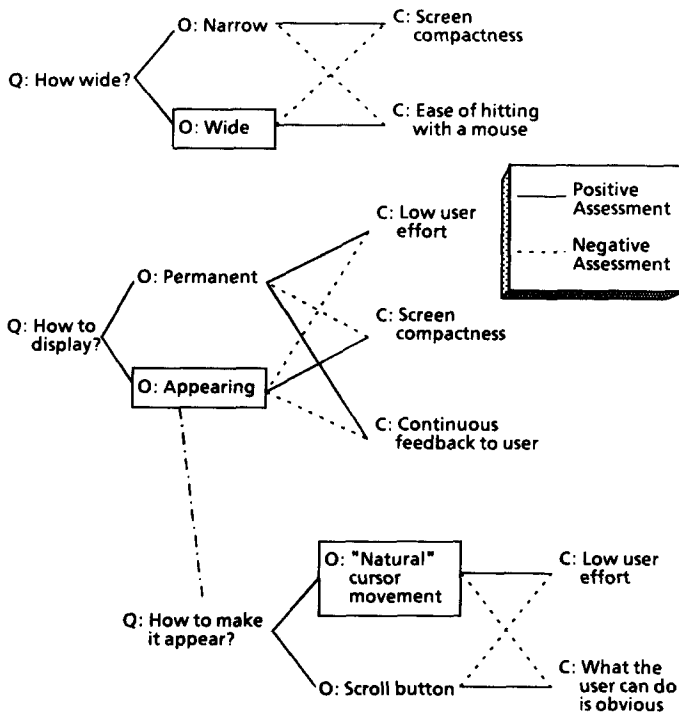 O: Narrow
C: Screen
compactness
Q: How wide?
O: Wide
C: Ease of hitting
with a mouse
Positive
Assessment
Negative
Assessment
C: Low user
effort
O: Permanent
Q: How to
display?
C: Screen
compactness
O: Appearing
C: Continuous
feedback to user
O: "Natural"
cursor
movement
C: Low user
effort
Q: How to make
it appear?
O: Scroll button
C: What the
user can do
is obvious